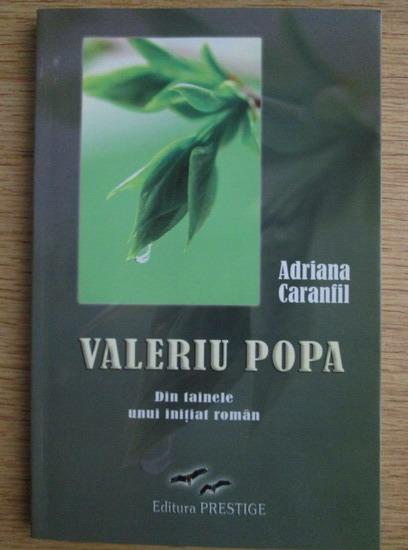 Adriana
Caranfil
VALERIU POPA
Din tainele
unui inițiat român
Editura PRESTIGE